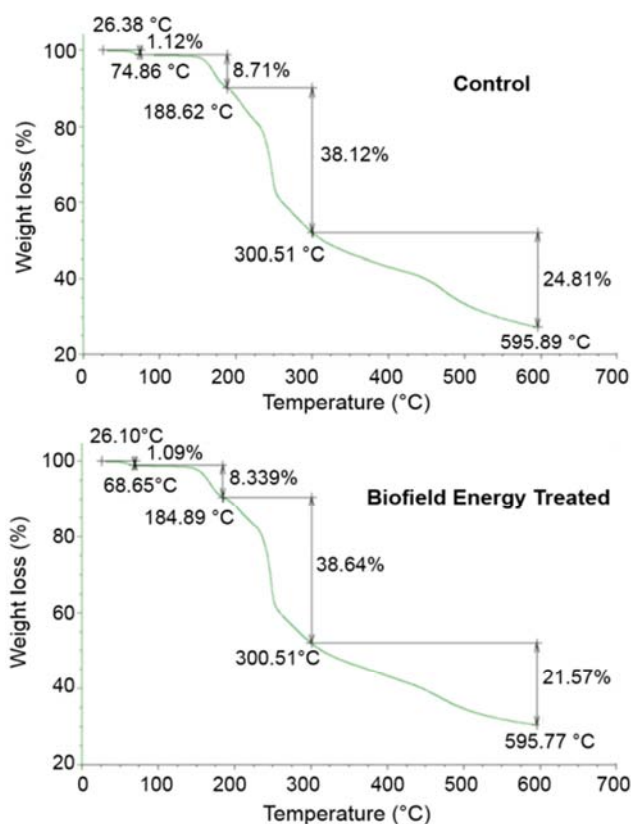 26.38 °C
1.12%
100
74.86 °C
8.71%
Control
188.62 °C
80
38.12%
Weight loss (%)
60
300.51 °C
24.81%
40
595.89 °C
20
0 100 200 300 400 500 600 700
Temperature (°C)
26.10°C
1.09%
100
68.65°C
8.339%
Biofield Energy Treated
184.89 °C
80
38.64%
Weight loss (%)
60
300.51°C
21.57%
40
595.77 °C
20
0 100 200 300 400 500 600 700
Temperature (°C)